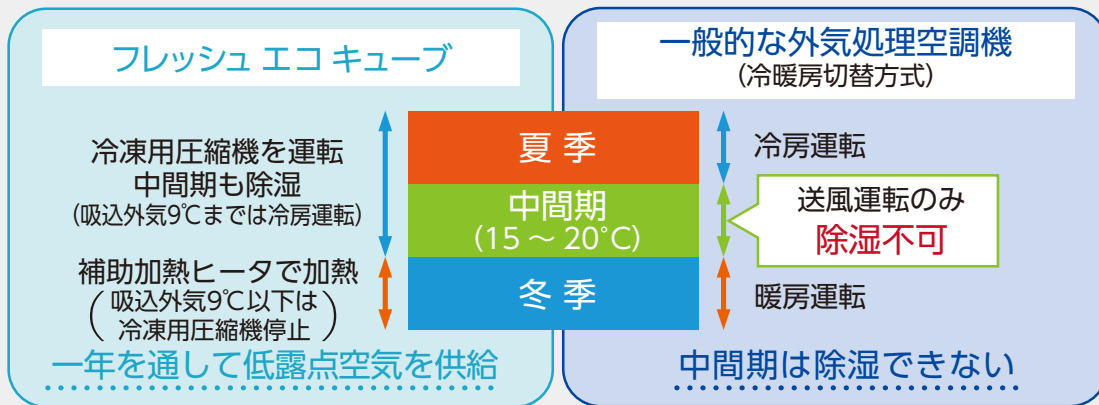 フレッシュ エコ キューブ
冷凍用圧縮機を運転
中間期も除湿
(吸込外気9℃までは冷房運転)
補助加熱ヒータで加熱
(吸込外気9℃以下は
冷凍用圧縮機停止)
一年を通して低露点空気を供給
夏 季
中間期
(15 ～ 20°C)
冬 季
一般的な外気処理空調機
(冷暖房切替方式)
冷房運転
送風運転のみ
除湿不可
暖房運転
中間期は除湿できない